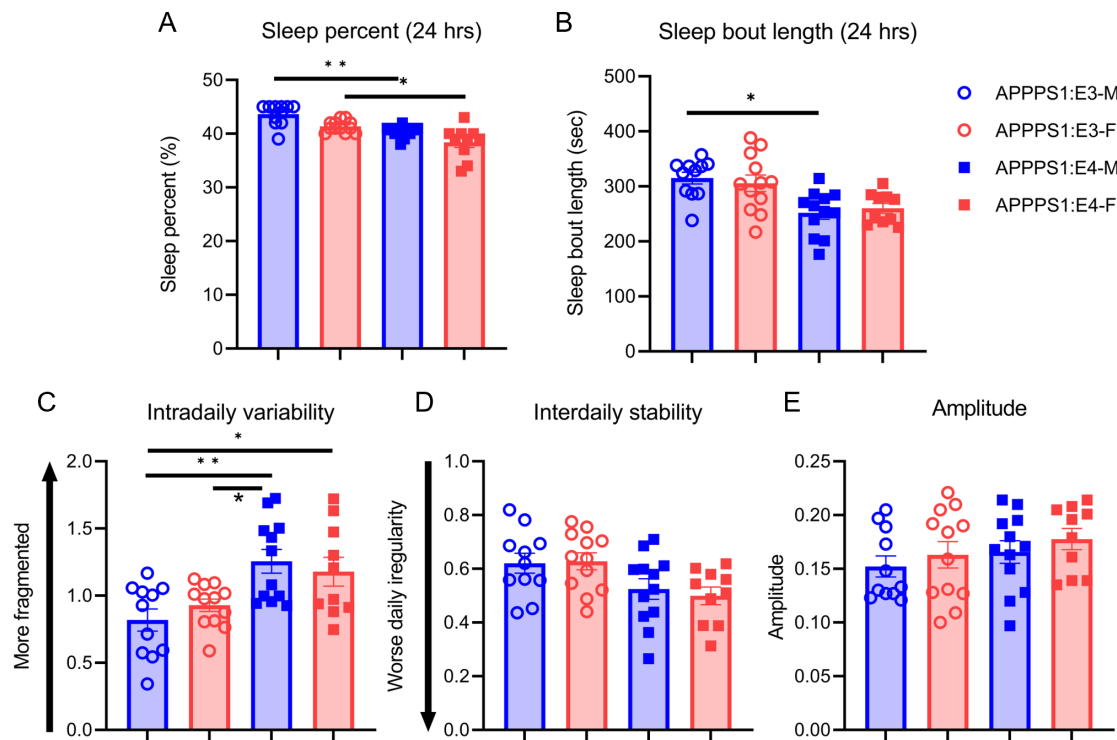 A
Sleep percent (24 hrs)
* *
*
Sleep percent (%)
50
40
30
20
10
0
B
Sleep bout length (24 hrs)
*
Sleep bout length (sec)
500
400
300
200
100
0
APPPS1:E3-M
APPPS1:E3-F
APPPS1:E4-M
APPPS1:E4-F
C
Intradaily variability
*
* *
*
More fragmented
2.0
1.5
1.0
0.5
0.0
D
Interdaily stability
Worse daily irregularity
1.0
0.8
0.6
0.4
0.2
0.0
E
Amplitude
Amplitude
0.25
0.20
0.15
0.10
0.05
0.00